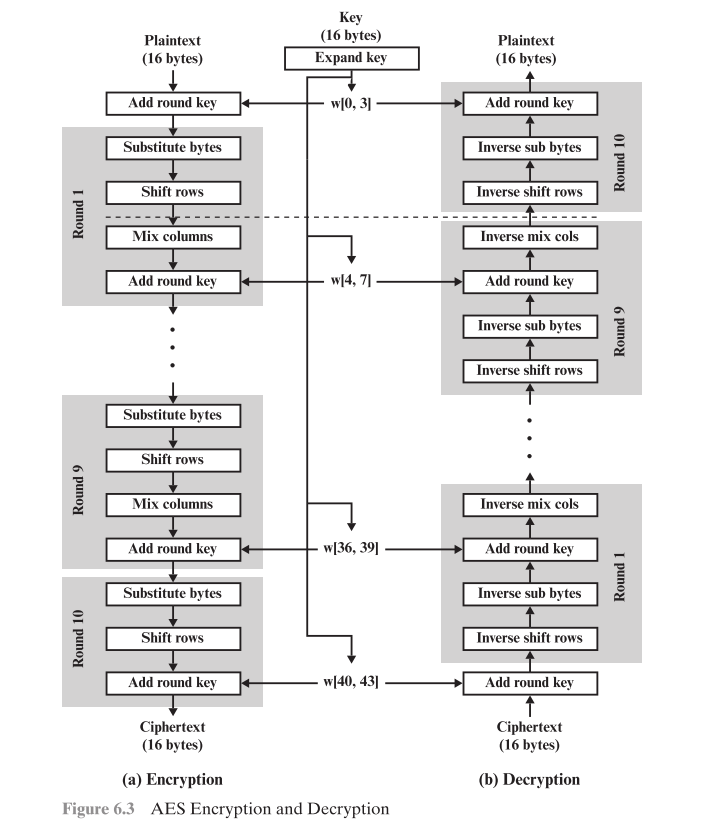 Key
(16 bytes)
Expand key
Plaintext
(16 bytes)
Add round key
Round 1
Substitute bytes
Shift rows
Mix columns
Add round key
Round 9
Substitute bytes
Shift rows
Mix columns
Add round key
Round 10
Substitute bytes
Shift rows
Add round key
Ciphertext
(16 bytes)
(a) Encryption
w[0, 3]
w[4, 7]
w[36, 39]
w[40, 43]
Plaintext
(16 bytes)
Add round key
Inverse sub bytes
Inverse shift rows
Round 10
Inverse mix cols
Add round key
Inverse sub bytes
Inverse shift rows
Round 9
Inverse mix cols
Add round key
Inverse sub bytes
Inverse shift rows
Round 1
Add round key
Ciphertext
(16 bytes)
(b) Decryption
Figure 6.3 AES Encryption and Decryption